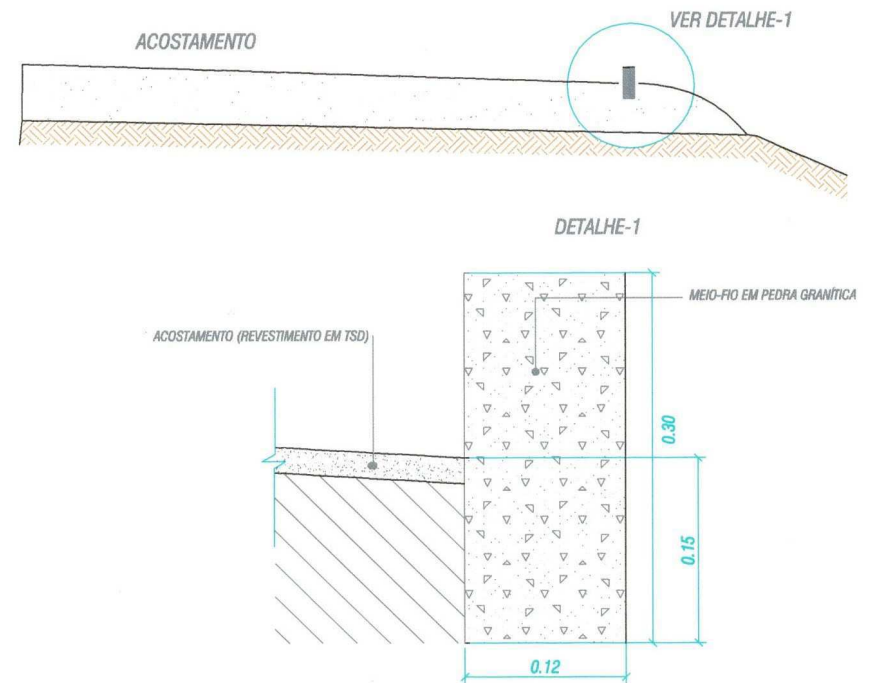 VER DETALHE-1
ACOSTAMENTO
DETALHE-1
MEIO-FIO EM PEDRA GRANÍTICA
ACOSTAMENTO (REVESTIMENTO EM TSD)
0.30
0.15
0.12